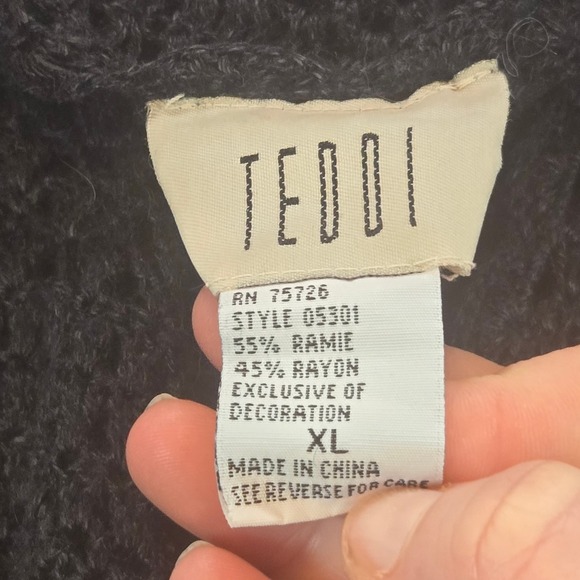 TEDDI
RN 75726
STYLE 05301
55% RAMIE
45% RAYON
EXCLUSIVE OF
DECORATION
XL
MADE IN CHINA
SEE REVERSE FOR CARE